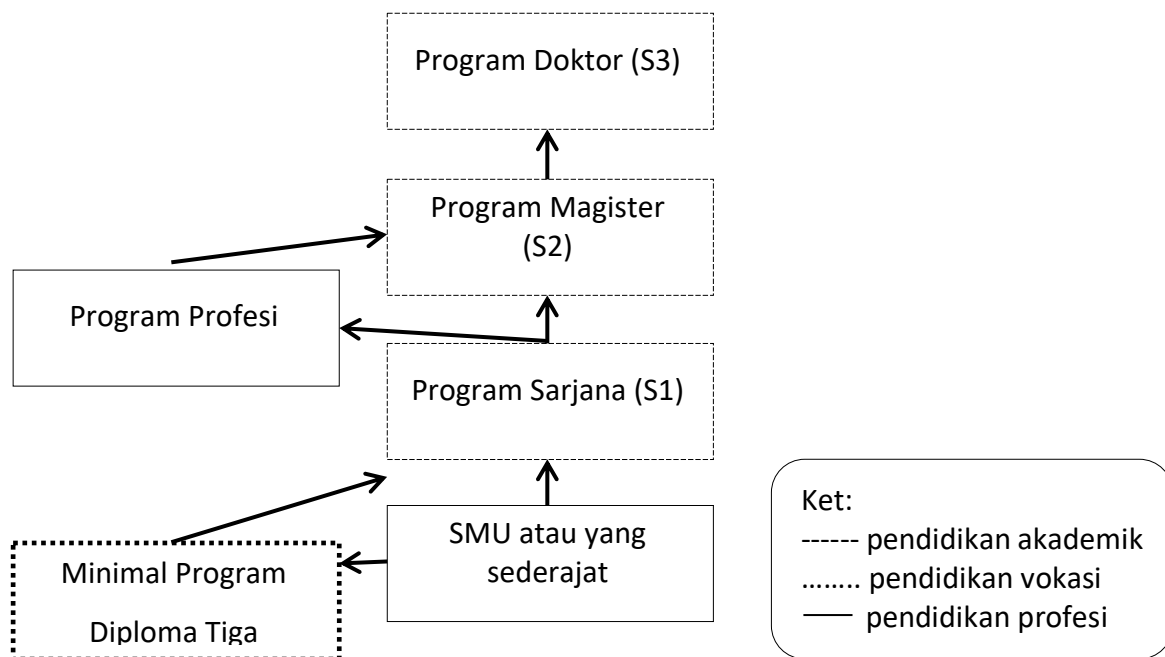 Program Doktor (S3)
Program Magister
(S2)
Program Profesi
Program Sarjana (S1)
SMU atau yang
sederajat
Minimal Program
Diploma Tiga
Ket:
------ pendidikan akademik
…….. pendidikan vokasi
—— pendidikan profesi